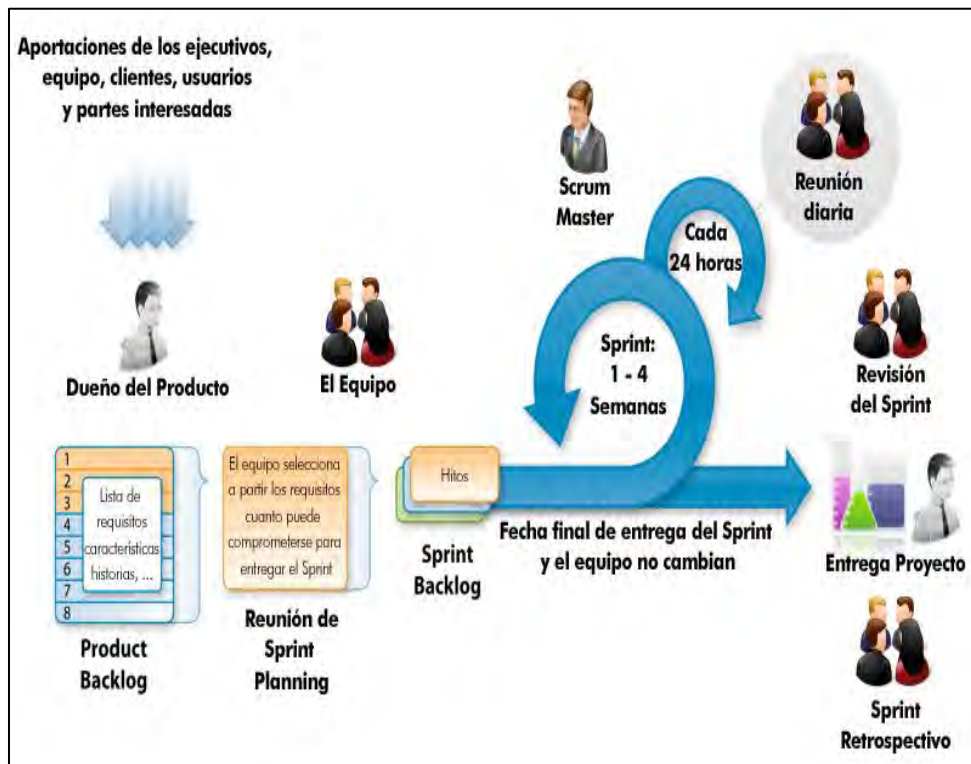 Aportaciones de los ejecutivos,
equipo, clientes, usuarios
y partes interesadas
Dueño del Producto
El Equipo
Scrum
Master
Reunión
diaria
Cada
24 horas
Sprint:
1 - 4
Semanas
Revisión
del Sprint
1
2
3
4
5
6
7
8
Lista de
requisitos
características
historias, ...
Product
Backlog
El equipo selecciona
a partir los requisitos
cuanto puede
comprometerse para
entregar el Sprint
Reunión de
Sprint
Planning
Hitos
Sprint
Backlog
Fecha final de entrega del Sprint
y el equipo no cambian
Entrega Proyecto
Sprint
Retrospectivo